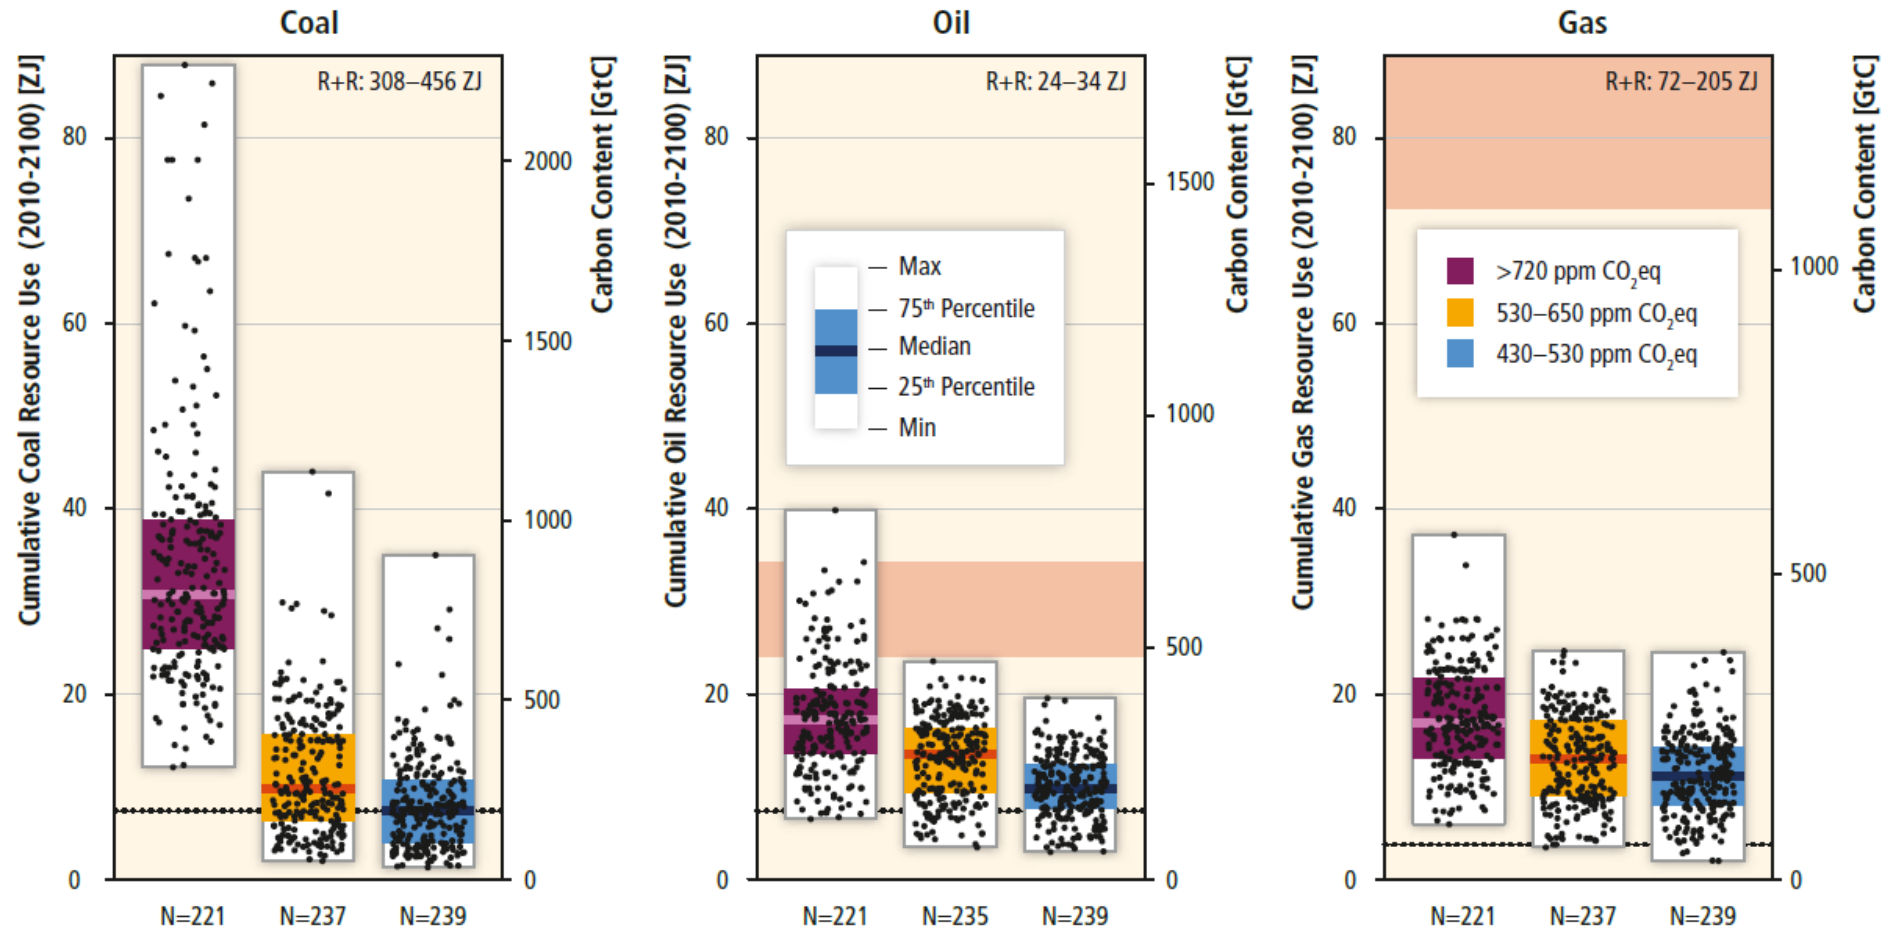 Coal
Cumulative Coal Resource Use (2010-2100) [ZJ]
R+R: 308–456 ZJ
80
60
40
20
0
2000
1500
1000
500
0
Carbon Content [GtC]
N=221
N=237
N=239
Oil
Cumulative Oil Resource Use (2010-2100) [ZJ]
R+R: 24–34 ZJ
80
60
40
20
0
Max
75th Percentile
Median
25th Percentile
Min
1500
1000
500
0
Carbon Content [GtC]
N=221
N=235
N=239
Gas
Cumulative Gas Resource Use (2010-2100) [ZJ]
R+R: 72–205 ZJ
80
60
40
20
0
>720 ppm CO2eq
530–650 ppm CO2eq
430–530 ppm CO2eq
1000
500
0
Carbon Content [GtC]
N=221
N=237
N=239